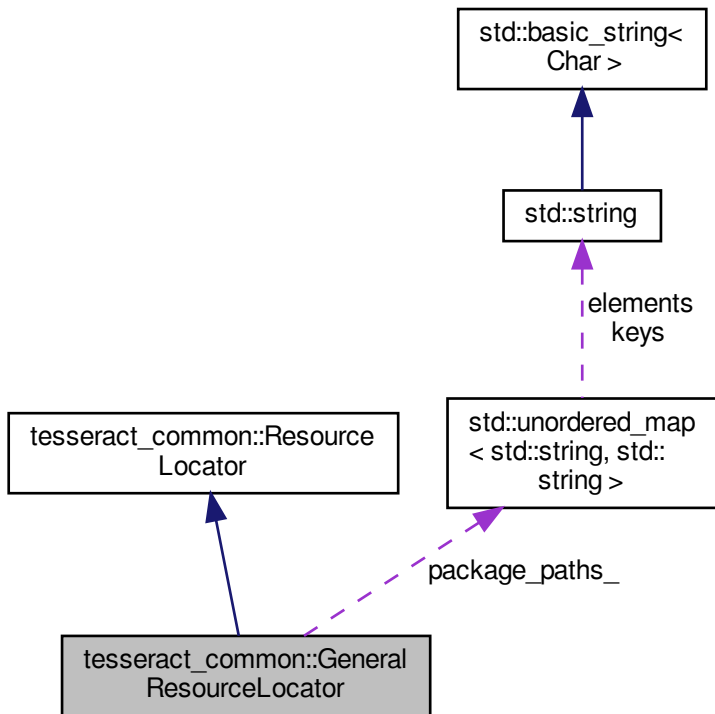 std::basic_string<
Char >
std::string
elements
keys
tesseract_common::Resource
Locator
std::unordered_map
< std::string, std::
string >
package_paths_
tesseract_common::General
ResourceLocator